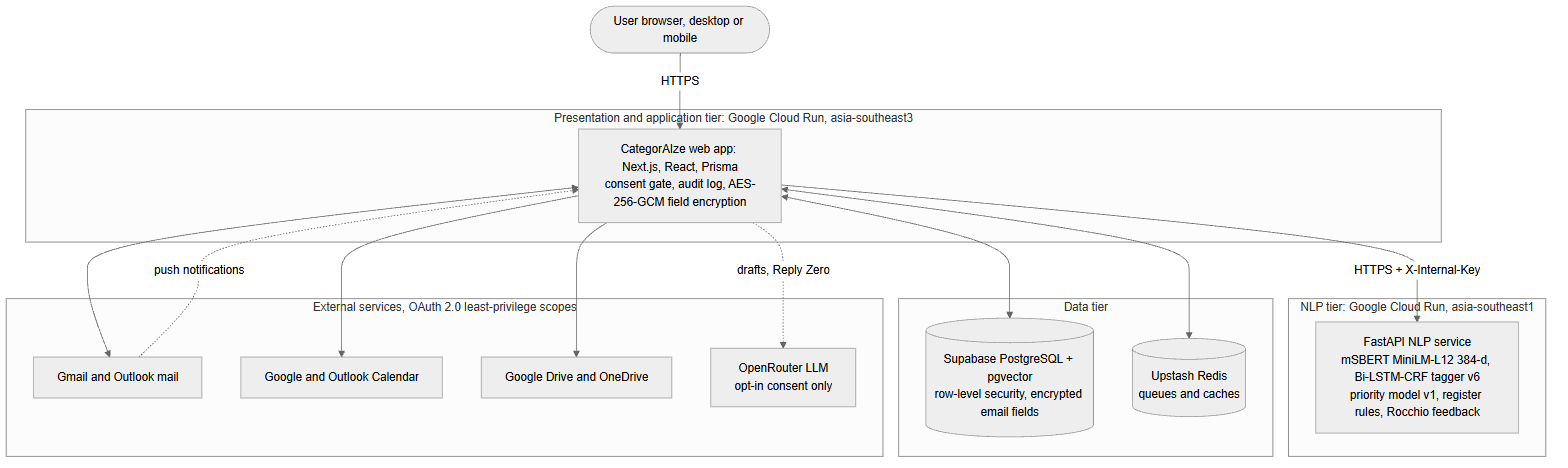 User browser, desktop or
mobile
HTTPS
Presentation and application tier: Google Cloud Run, asia-southeast3
CategorAIze web app:
Next.js, React, Prisma
consent gate, audit log, AES-
256-GCM field encryption
push notifications
drafts, Reply Zero
HTTPS + X-Internal-Key
External services, OAuth 2.0 least-privilege scopes
Gmail and Outlook mail
Google and Outlook Calendar
Google Drive and OneDrive
OpenRouter LLM
opt-in consent only
Data tier
Supabase PostgreSQL +
pgvector
row-level security, encrypted
email fields
Upstash Redis
queues and caches
NLP tier: Google Cloud Run, asia-southeast1
FastAPI NLP service
mSBERT MiniLM-L12 384-d,
Bi-LSTM-CRF tagger v6
priority model v1, register
rules, Rocchio feedback